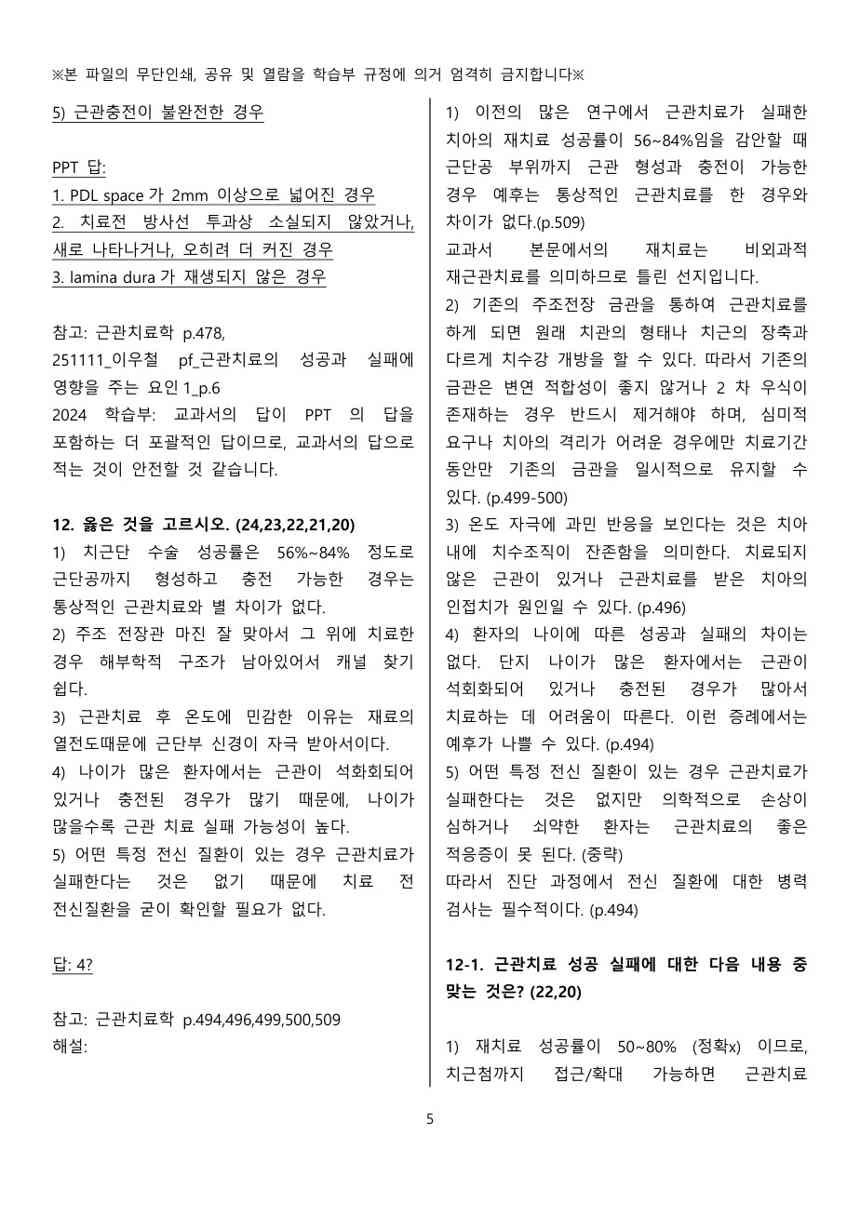 ※본 파일의 무단인쇄, 공유 및 열람을 학습부 규정에 의거 엄격히 금지합니다※
5) 근관충전이 불완전한 경우
PPT 답:
1. PDL space 가 2mm 이상으로 넓어진 경우
2. 치료전 방사선 투과상 소실되지 않았거나,
새로 나타나거나, 오히려 더 커진 경우
3. lamina dura 가 재생되지 않은 경우
참고: 근관치료학 p.478,
251111_이우철 pf_근관치료의 성공과 실패에
영향을 주는 요인 1_p.6
2024 학습부: 교과서의 답이 PPT 의 답을
포함하는 더 포괄적인 답이므로, 교과서의 답으로
적는 것이 안전할 것 같습니다.
12. 옳은 것을 고르시오. (24,23,22,21,20)
1) 치근단 수술 성공률은 56%~84% 정도로
근단공까지 형성하고 충전 가능한 경우는
통상적인 근관치료와 별 차이가 없다.
2) 주조 전장관 마진 잘 맞아서 그 위에 치료한
경우 해부학적 구조가 남아있어서 캐널 찾기
쉽다.
3) 근관치료 후 온도에 민감한 이유는 재료의
열전도때문에 근단부 신경이 자극 받아서이다.
4) 나이가 많은 환자에서는 근관이 석화회되어
있거나 충전된 경우가 많기 때문에, 나이가
많을수록 근관 치료 실패 가능성이 높다.
5) 어떤 특정 전신 질환이 있는 경우 근관치료가
실패한다는 것은 없기 때문에 치료 전
전신질환을 굳이 확인할 필요가 없다.
답: 4?
참고: 근관치료학 p.494,496,499,500,509
해설:
1) 이전의 많은 연구에서 근관치료가 실패한
치아의 재치료 성공률이 56~84%임을 감안할 때
근단공 부위까지 근관 형성과 충전이 가능한
경우 예후는 통상적인 근관치료를 한 경우와
차이가 없다.(p.509)
교과서 본문에서의 재치료는 비외과적
재근관치료를 의미하므로 틀린 선지입니다.
2) 기존의 주조전장 금관을 통하여 근관치료를
하게 되면 원래 치관의 형태나 치근의 장축과
다르게 치수강 개방을 할 수 있다. 따라서 기존의
금관은 변연 적합성이 좋지 않거나 2 차 우식이
존재하는 경우 반드시 제거해야 하며, 심미적
요구나 치아의 격리가 어려운 경우에만 치료기간
동안만 기존의 금관을 일시적으로 유지할 수
있다. (p.499-500)
3) 온도 자극에 과민 반응을 보인다는 것은 치아
내에 치수조직이 잔존함을 의미한다. 치료되지
않은 근관이 있거나 근관치료를 받은 치아의
인접치가 원인일 수 있다. (p.496)
4) 환자의 나이에 따른 성공과 실패의 차이는
없다. 단지 나이가 많은 환자에서는 근관이
석회화되어 있거나 충전된 경우가 많아서
치료하는 데 어려움이 따른다. 이런 증례에서는
예후가 나쁠 수 있다. (p.494)
5) 어떤 특정 전신 질환이 있는 경우 근관치료가
실패한다는 것은 없지만 의학적으로 손상이
심하거나 쇠약한 환자는 근관치료의 좋은
적응증이 못 된다. (중략)
따라서 진단 과정에서 전신 질환에 대한 병력
검사는 필수적이다. (p.494)
12-1. 근관치료 성공 실패에 대한 다음 내용 중
맞는 것은? (22,20)
1) 재치료 성공률이 50~80% (정확x) 이므로,
치근첨까지 접근/확대 가능하면 근관치료
5